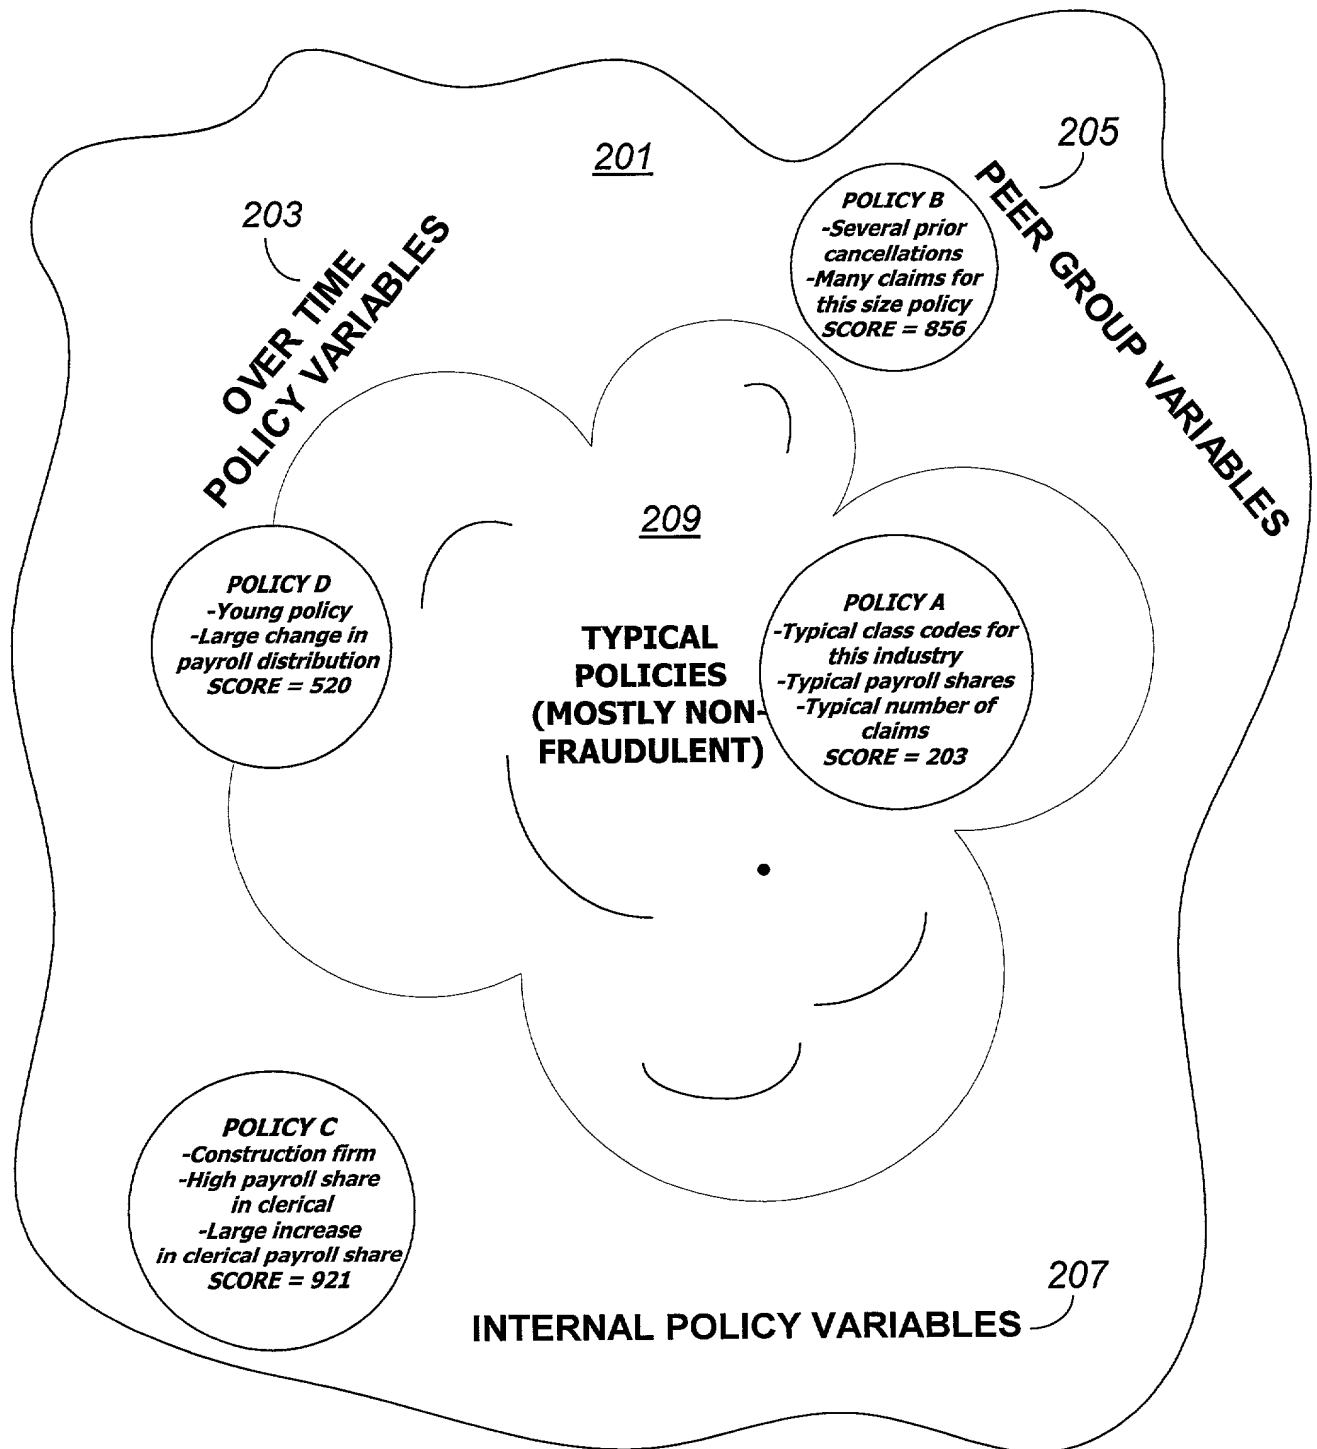 201
205
203
PEER GROUP VARIABLES
OVER TIME
POLICY VARIABLES
POLICY B
-Several prior
cancellations
-Many claims for
this size policy
SCORE = 856
209
TYPICAL
POLICIES
(MOSTLY NON-
FRAUDULENT)
POLICY D
-Young policy
-Large change in
payroll distribution
SCORE = 520
POLICY A
-Typical class codes for
this industry
-Typical payroll shares
-Typical number of
claims
SCORE = 203
POLICY C
-Construction firm
-High payroll share
in clerical
-Large increase
in clerical payroll share
SCORE = 921
207
INTERNAL POLICY VARIABLES